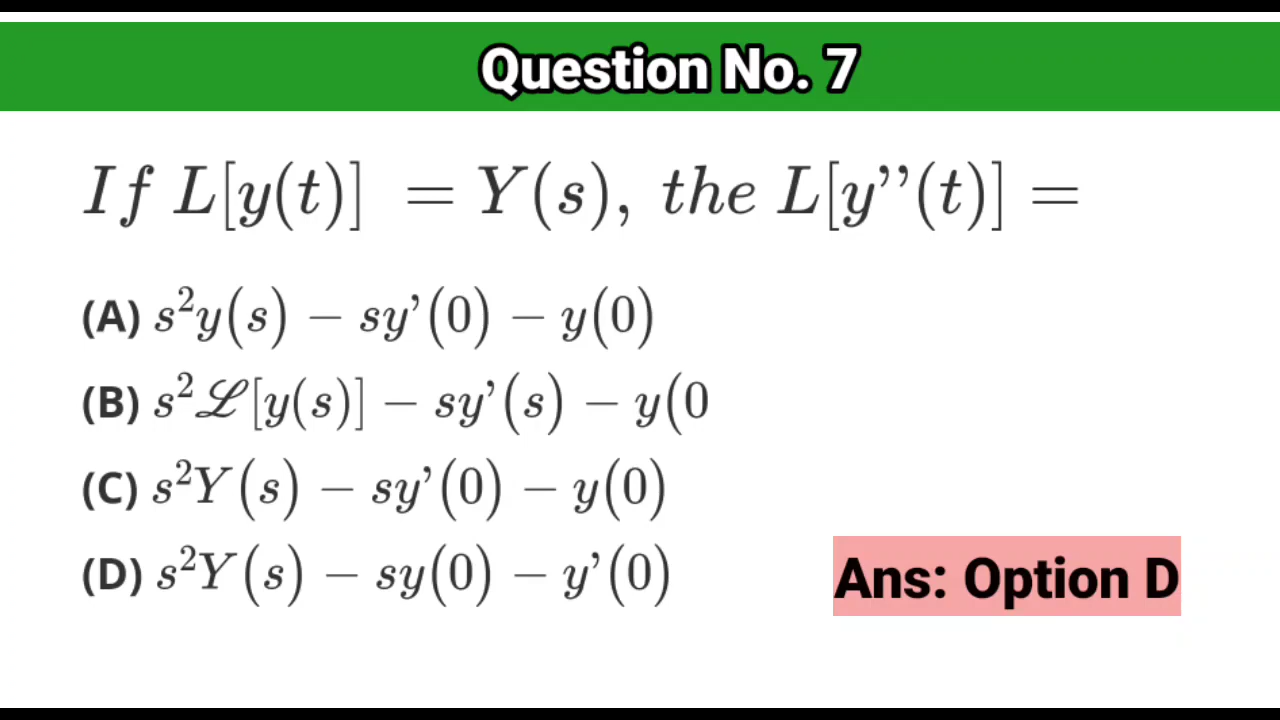 Question No. 7
If L[y(t)] = Y(s), the L[y’’(t)] =
(A) s²y(s) − sy’(0) − y(0)
(B) s²ℒ[y(s)] − sy’(s) − y(0
(C) s²Y(s) − sy’(0) − y(0)
(D) s²Y(s) − sy(0) − y’(0)
Ans: Option D